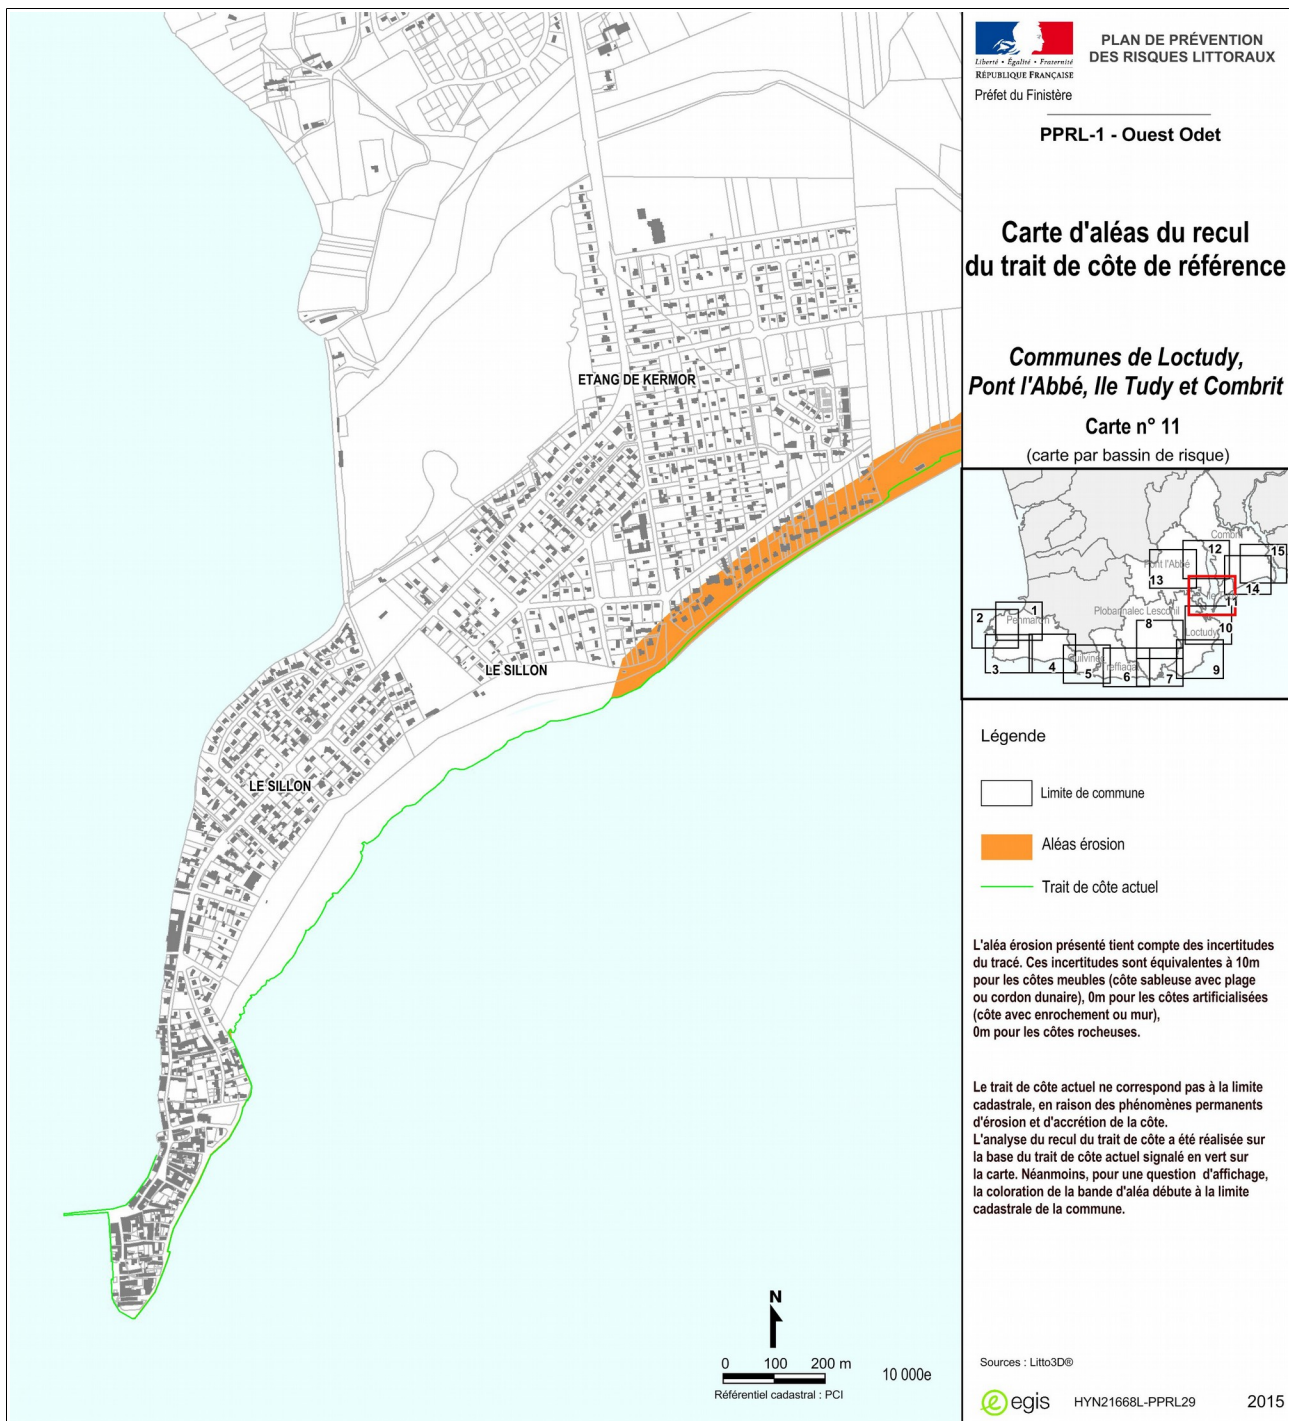 Liberté • Égalité • Fraternité
RÉPUBLIQUE FRANÇAISE
Préfet du Finistère
PLAN DE PRÉVENTION
DES RISQUES LITTORAUX
PPRL-1 - Ouest Odet
Carte d'aléas du recul
du trait de côte de référence
Communes de Loctudy,
Pont l'Abbé, Ile Tudy et Combrit
Carte n° 11
(carte par bassin de risque)
Combrit
12
15
Pont l'Abbé
13
14
Ile
11
1
2
Penmarch
Plobannalec Lesconil
8
10
Loctudy
3
4
Guilvinec
Treffiagat
5
6
7
9
ETANG DE KERMOR
LE SILLON
LE SILLON
Légende
Limite de commune
Aléas érosion
Trait de côte actuel
L'aléa érosion présenté tient compte des incertitudes
du tracé. Ces incertitudes sont équivalentes à 10m
pour les côtes meubles (côte sableuse avec plage
ou cordon dunaire), 0m pour les côtes artificialisées
(côte avec enrochement ou mur),
0m pour les côtes rocheuses.
Le trait de côte actuel ne correspond pas à la limite
cadastrale, en raison des phénomènes permanents
d'érosion et d'accrétion de la côte.
L'analyse du recul du trait de côte a été réalisée sur
la base du trait de côte actuel signalé en vert sur
la carte. Néanmoins, pour une question d'affichage,
la coloration de la bande d'aléa débute à la limite
cadastrale de la commune.
N
0 100 200 m
Référentiel cadastral : PCI
10 000e
Sources : Litto3D®
egis
HYN21668L-PPRL29
2015